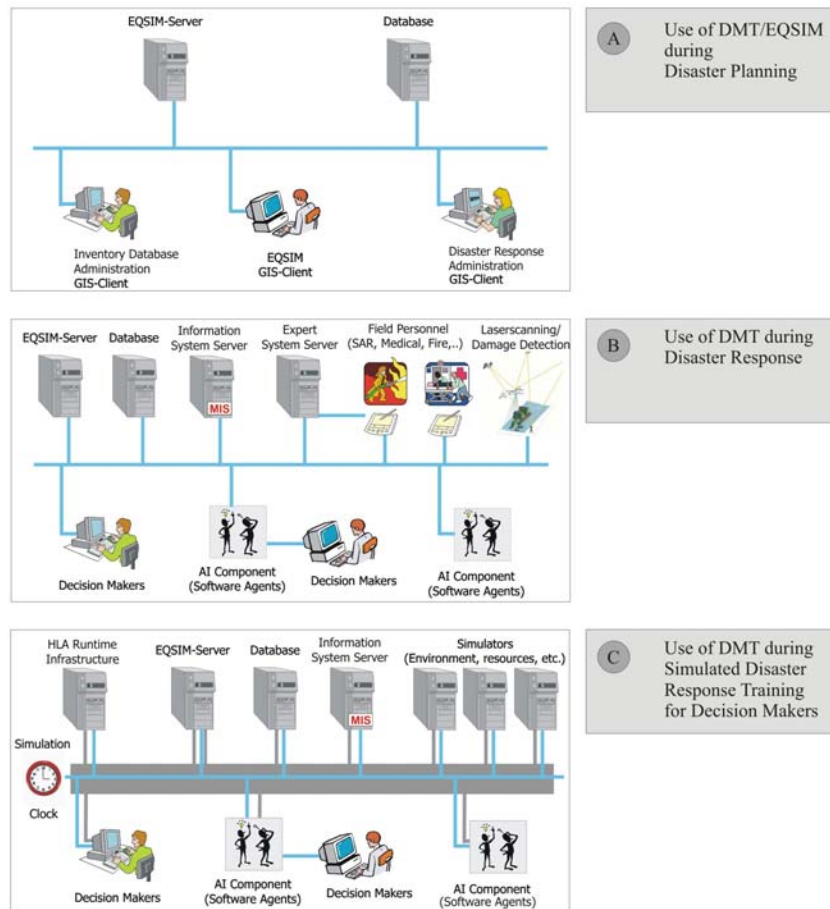 EQSIM-Server
Database
Inventory Database
Administration
GIS-Client
EQSIM
GIS-Client
Disaster Response
Administration
GIS-Client
A
Use of DMT/EQSIM
during
Disaster Planning
EQSIM-Server
Database
Information
System Server
MIS
Expert
System Server
Field Personnel
(SAR, Medical, Fire,..)
Laserscanning/
Damage Detection
Decision Makers
AI Component
(Software Agents)
Decision Makers
AI Component
(Software Agents)
B
Use of DMT during
Disaster Response
HLA Runtime
Infrastructure
EQSIM-Server
Database
Information
System Server
MIS
Simulators
(Environment, resources, etc.)
Simulation
Clock
Decision Makers
AI Component
(Software Agents)
Decision Makers
AI Component
(Software Agents)
C
Use of DMT during
Simulated Disaster
Response Training
for Decision Makers